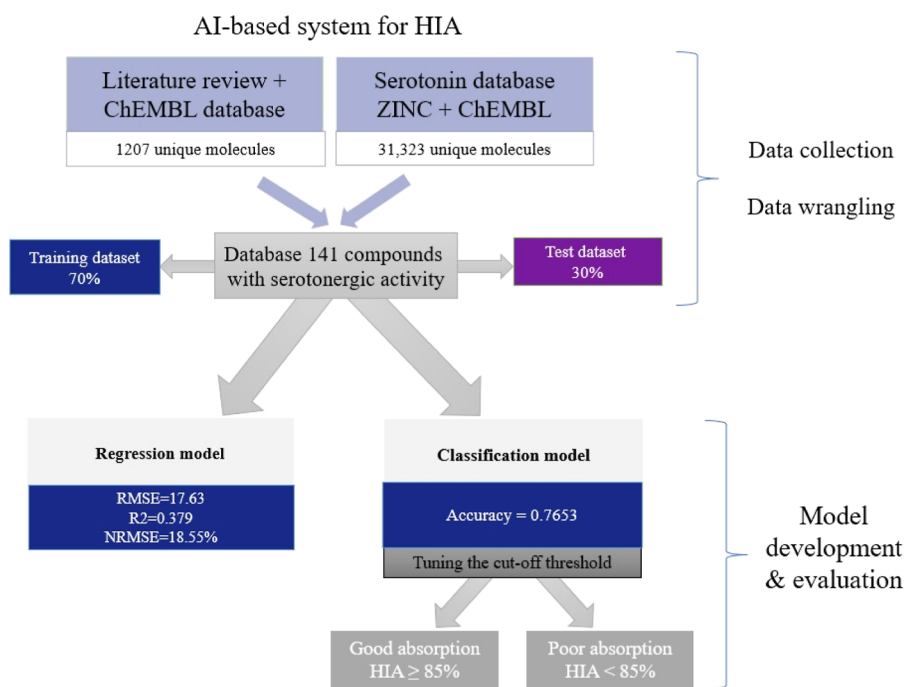 AI-based system for HIA
Literature review +
ChEMBL database
1207 unique molecules
Serotonin database
ZINC + ChEMBL
31,323 unique molecules
Data collection
Data wrangling
Training dataset
70%
Database 141 compounds
with serotonergic activity
Test dataset
30%
Regression model
RMSE=17.63
R2=0.379
NRMSE=18.55%
Classification model
Accuracy = 0.7653
Tuning the cut-off threshold
Good absorption
HIA ≥ 85%
Poor absorption
HIA < 85%
Model
development
& evaluation